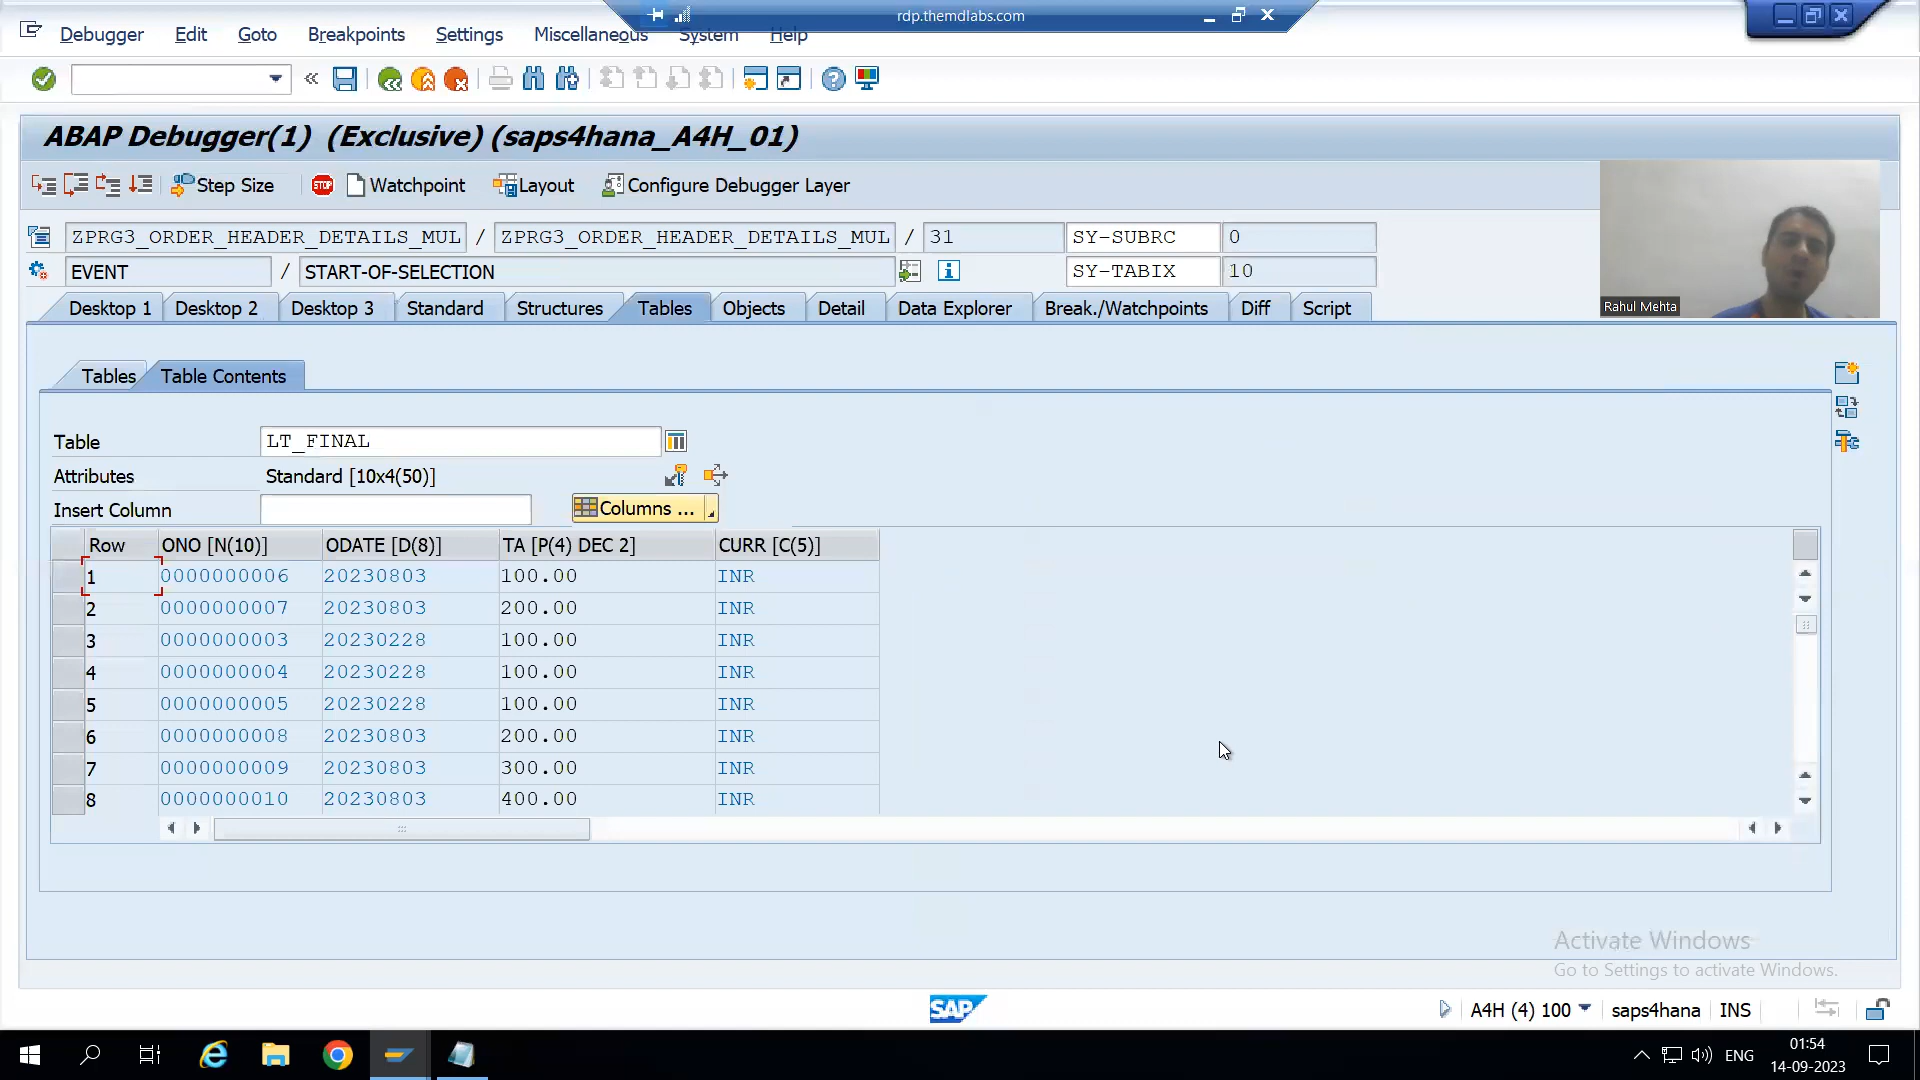 rdp.themdlabs.com
Debugger Edit Goto Breakpoints Settings Miscellaneous System Help
ABAP Debugger(1) (Exclusive) (saps4hana_A4H_01)
Step Size STOP Watchpoint Layout Configure Debugger Layer
ZPRG3_ORDER_HEADER_DETAILS_MUL / ZPRG3_ORDER_HEADER_DETAILS_MUL / 31 SY-SUBRC 0
EVENT / START-OF-SELECTION SY-TABIX 10
Rahul Mehta
Desktop 1 Desktop 2 Desktop 3 Standard Structures Tables Objects Detail Data Explorer Break./Watchpoints Diff Script
Tables Table Contents
Table LT_FINAL
Attributes Standard [10x4(50)]
Insert Column Columns ...
Row ONO [N(10)] ODATE [D(8)] TA [P(4) DEC 2] CURR [C(5)]
1 0000000006 20230803 100.00 INR
2 0000000007 20230803 200.00 INR
3 0000000003 20230228 100.00 INR
4 0000000004 20230228 100.00 INR
5 0000000005 20230228 100.00 INR
6 0000000008 20230803 200.00 INR
7 0000000009 20230803 300.00 INR
8 0000000010 20230803 400.00 INR
Activate Windows
Go to Settings to activate Windows.
SAP A4H (4) 100 saps4hana INS
ENG 01:54
14-09-2023